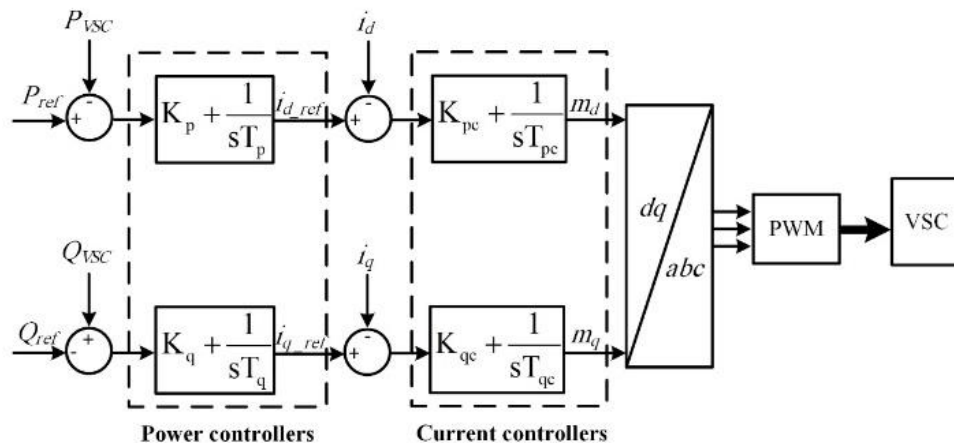 P_VSC
i_d
P_ref
-
+
K_p + 1/sT_p
i_d_ref
-
+
K_pc + 1/sT_pc
m_d
dq
abc
PWM
VSC
Q_VSC
i_q
Q_ref
+
-
K_q + 1/sT_q
i_q_ref
-
+
K_qc + 1/sT_qc
m_q
Power controllers
Current controllers